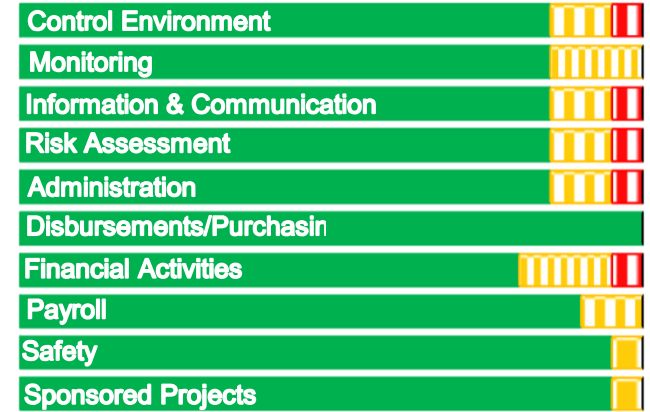 Control Environment
Monitoring
Information & Communication
Risk Assessment
Administration
Disbursements/Purchasin
Financial Activities
Payroll
Safety
Sponsored Projects